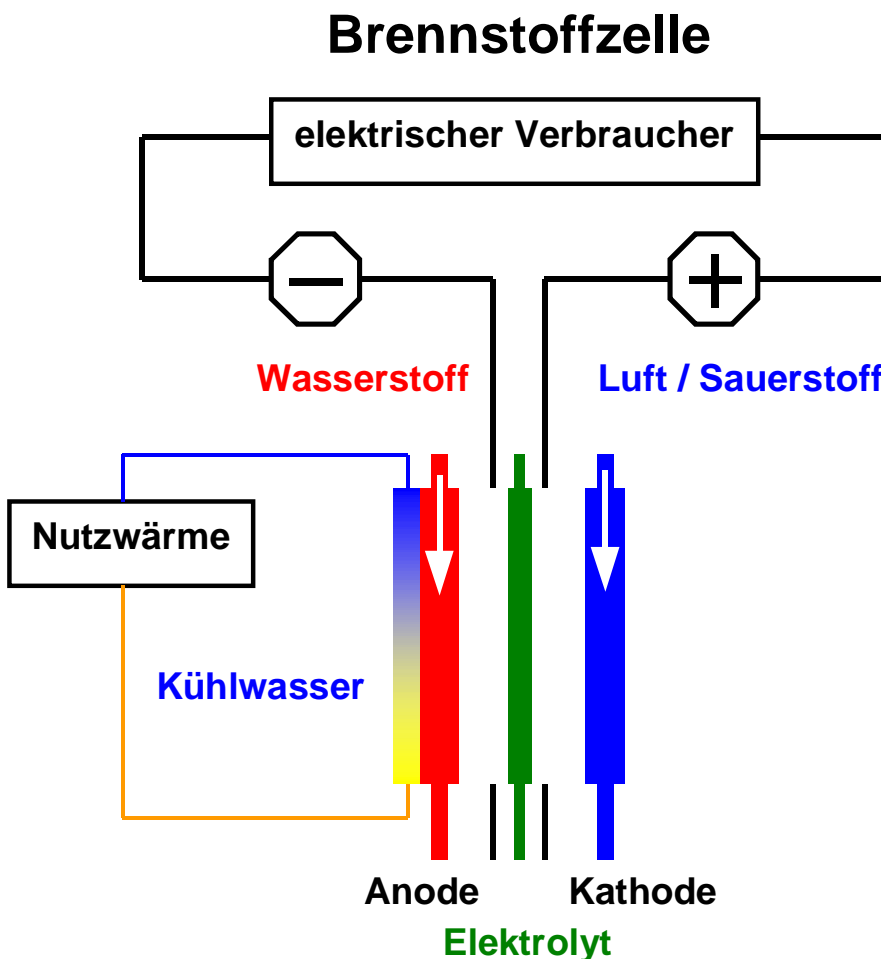 Brennstoffzelle
elektrischer Verbraucher
Wasserstoff
Luft / Sauerstoff
Nutzwärme
Kühlwasser
Anode
Kathode
Elektrolyt